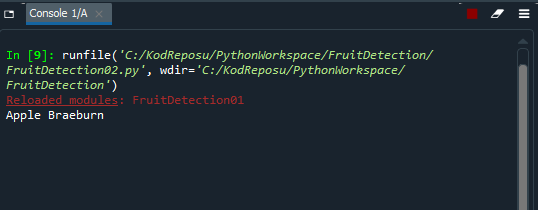 Console 1/A
In [9]: runfile('C:/KodReposu/PythonWorkspace/FruitDetection/
FruitDetection02.py', wdir='C:/KodReposu/PythonWorkspace/
FruitDetection')
Reloaded modules: FruitDetection01
Apple Braeburn